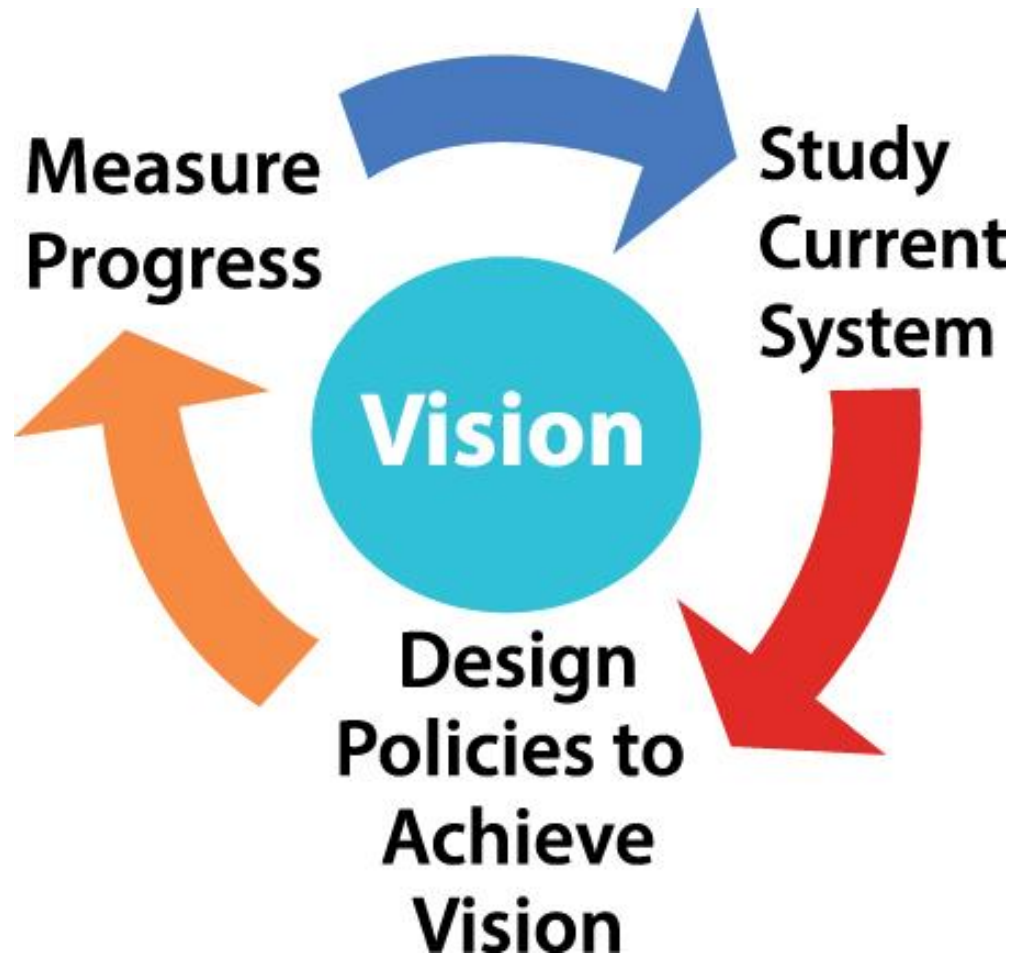 Measure
Progress
Study
Current
System
Vision
Design
Policies to
Achieve
Vision